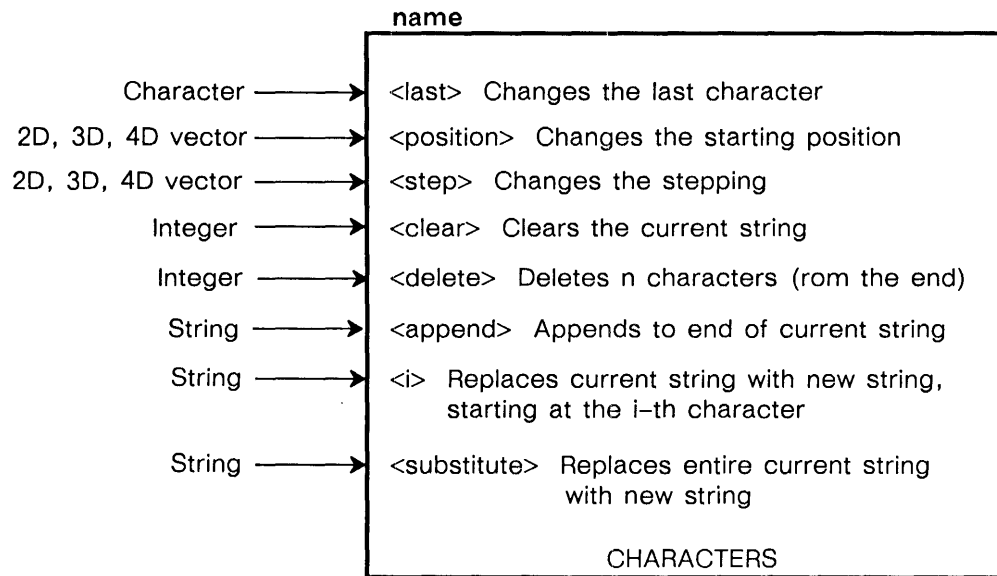 name
Character <last> Changes the last character
2D, 3D, 4D vector <position> Changes the starting position
2D, 3D, 4D vector <step> Changes the stepping
Integer <clear> Clears the current string
Integer <delete> Deletes n characters (rom the end)
String <append> Appends to end of current string
String <i> Replaces current string with new string,
starting at the i-th character
String <substitute> Replaces entire current string
with new string
CHARACTERS